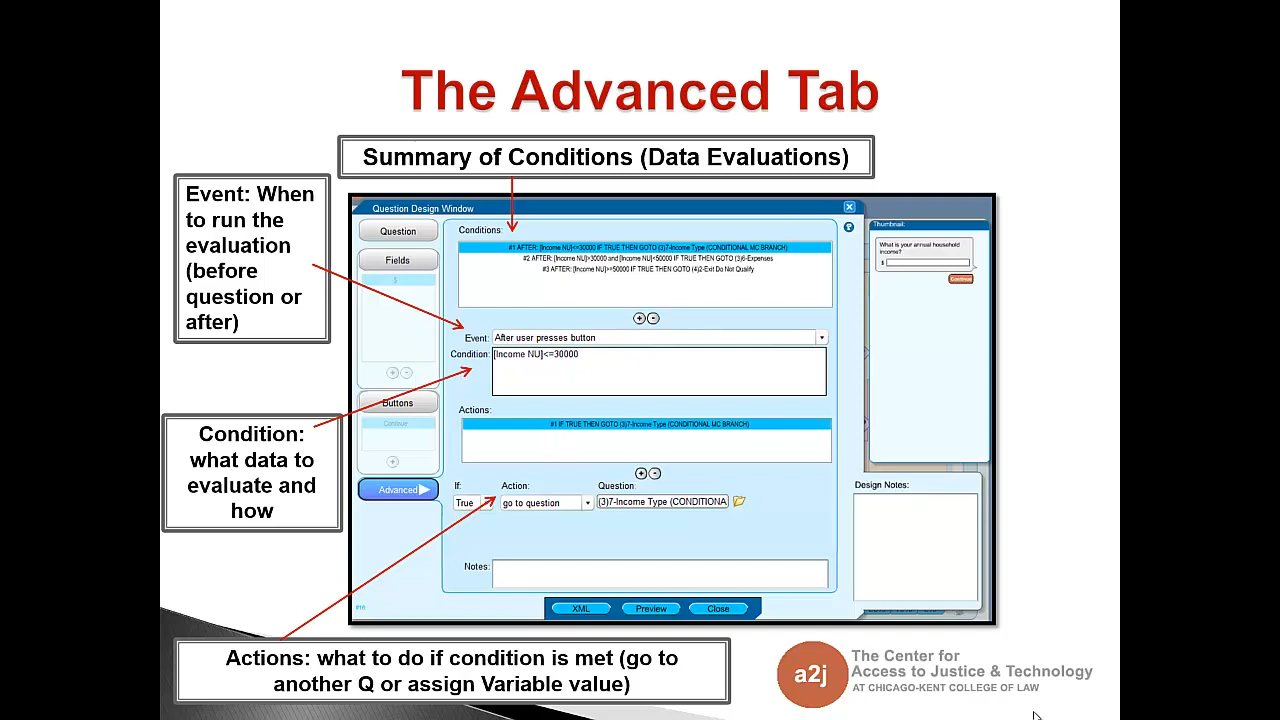 The Advanced Tab
Summary of Conditions (Data Evaluations)
Event: When
to run the
evaluation
(before
question or
after)
Condition:
what data to
evaluate and
how
Question Design Window
Question
Fields
$
Buttons
Continue
Advanced
Conditions:
#1 AFTER: [Income NU]<=30000 IF TRUE THEN GOTO (3)7-Income Type (CONDITIONAL MC BRANCH)
#2 AFTER: [Income NU]>30000 and [Income NU]<50000 IF TRUE THEN GOTO (3)6-Expenses
#3 AFTER: [Income NU]>=50000 IF TRUE THEN GOTO (4)2-Exit Do Not Qualify
Event: After user presses button
Condition: [Income NU]<=30000
Actions:
#1 IF TRUE THEN GOTO (3)7-Income Type (CONDITIONAL MC BRANCH)
If: Action: Question:
True go to question (3)7-Income Type (CONDITIONA
Notes:
XML Preview Close
#16
Thumbnail:
What is your annual household
income?
$
Continue
Design Notes:
Actions: what to do if condition is met (go to
another Q or assign Variable value)
a2j
The Center for
Access to Justice & Technology
AT CHICAGO-KENT COLLEGE OF LAW